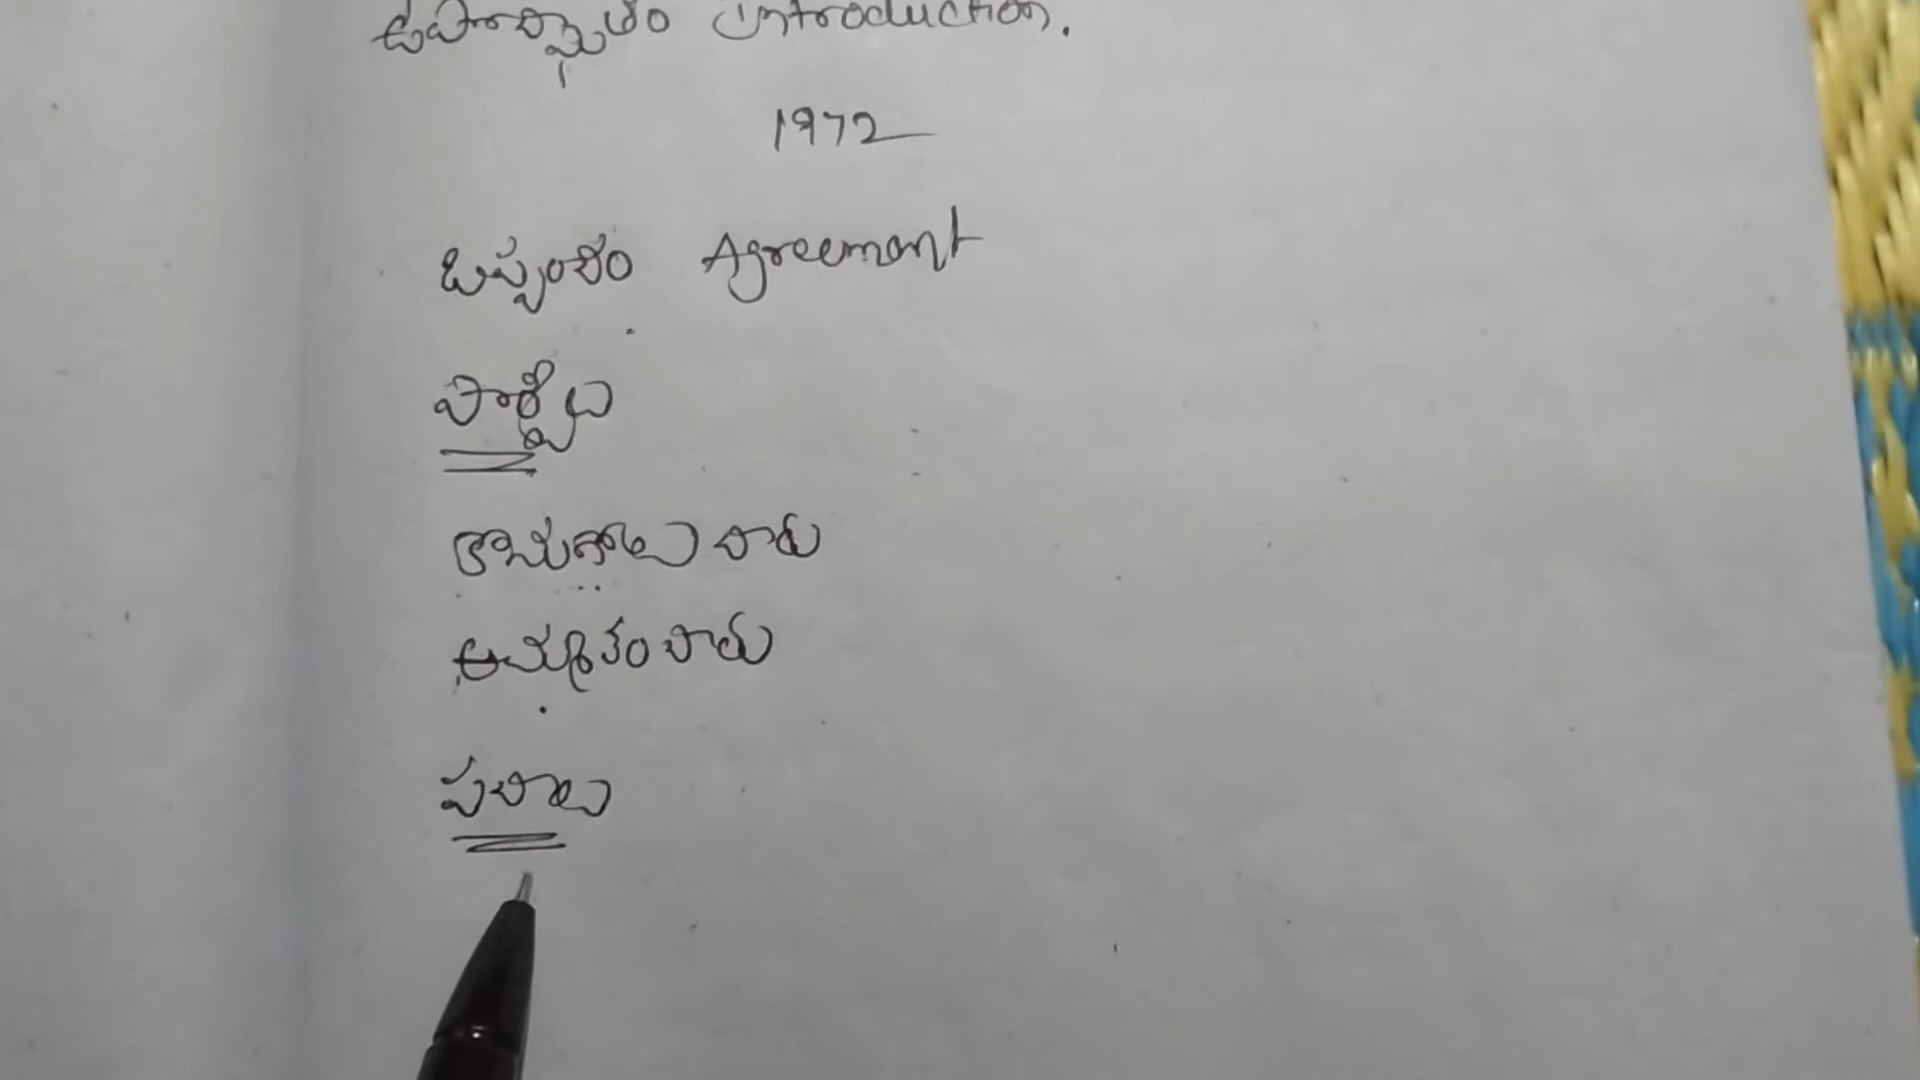 ఉపోద్ఘాతం Introduction.
1972
ఒప్పందం Agreement
పార్టీలు
కొనుగోలు దారు
అమ్మకం దారు